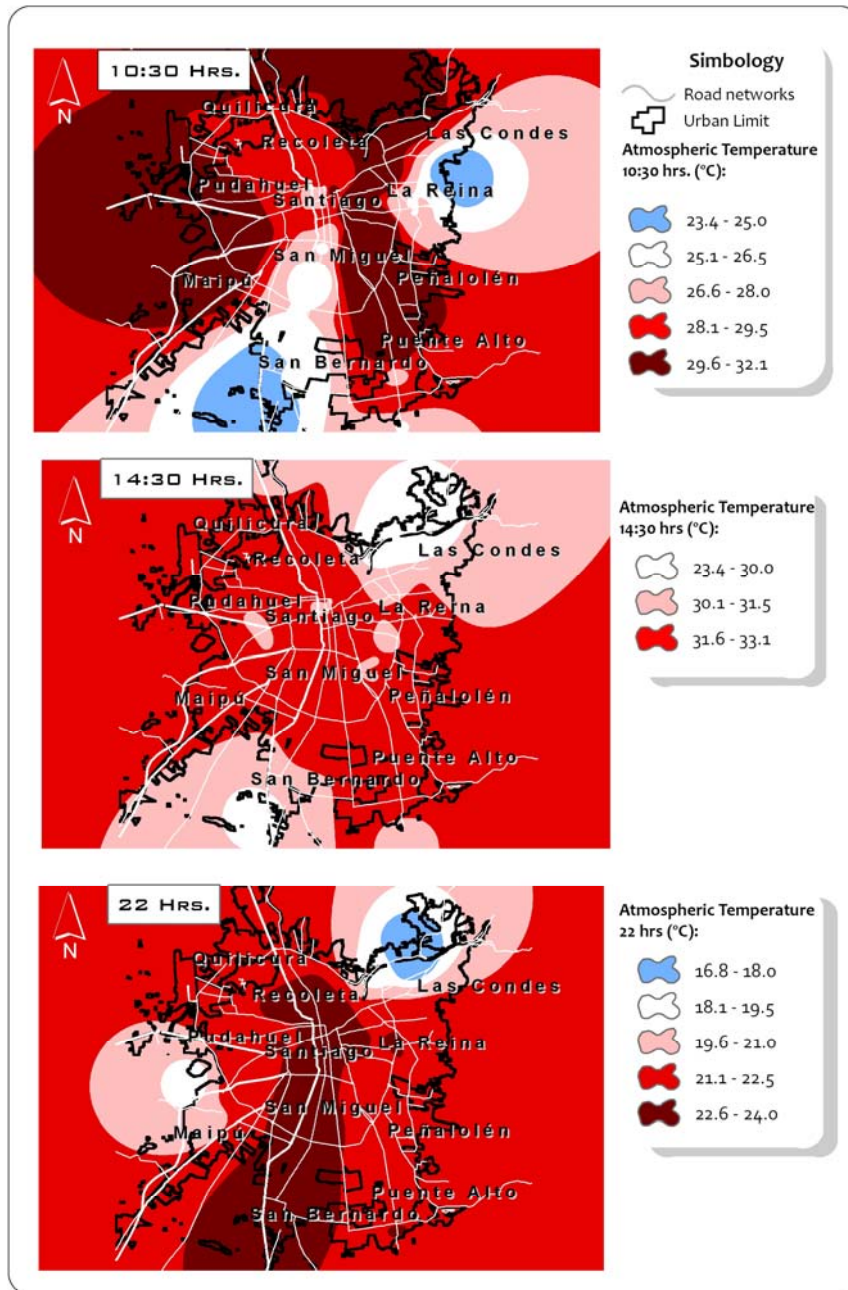 10:30 Hrs.
N
Quilicura
Las Condes
Recoleta
Pudahuel
La Reina
Santiago
San Miguel
Maipú
Peñalolén
Puente Alto
San Bernardo
Simbology
Road networks
Urban Limit
Atmospheric Temperature
10:30 hrs. (°C):
23.4 - 25.0
25.1 - 26.5
26.6 - 28.0
28.1 - 29.5
29.6 - 32.1
14:30 Hrs.
N
Quilicura
Las Condes
Recoleta
Pudahuel
La Reina
Santiago
San Miguel
Maipú
Peñalolén
Puente Alto
San Bernardo
Atmospheric Temperature
14:30 hrs (°C):
23.4 - 30.0
30.1 - 31.5
31.6 - 33.1
22 Hrs.
N
Quilicura
Las Condes
Recoleta
Pudahuel
La Reina
Santiago
San Miguel
Maipú
Peñalolén
Puente Alto
San Bernardo
Atmospheric Temperature
22 hrs (°C):
16.8 - 18.0
18.1 - 19.5
19.6 - 21.0
21.1 - 22.5
22.6 - 24.0